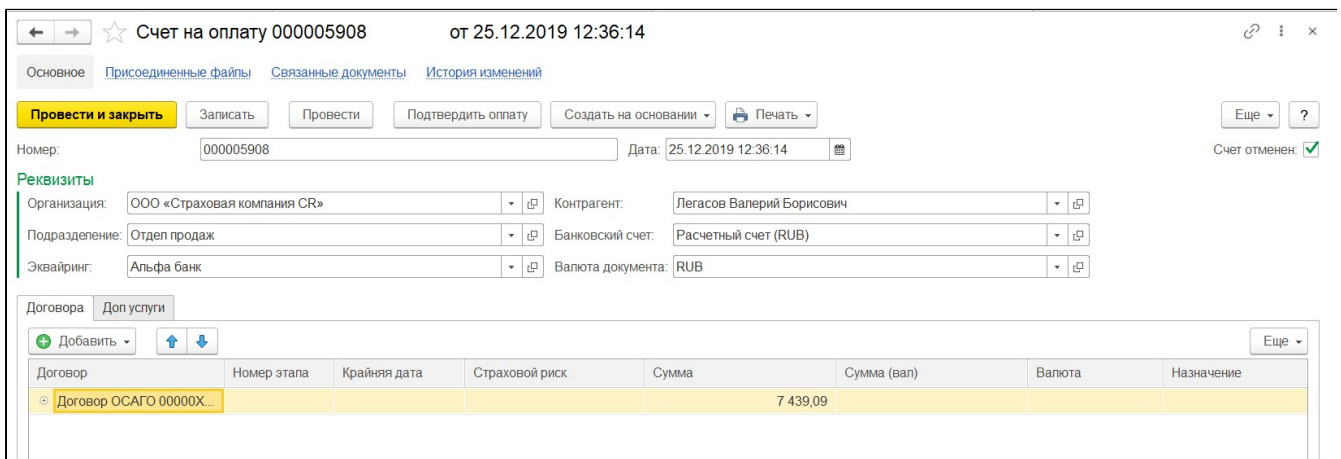 Счет на оплату 000005908 от 25.12.2019 12:36:14
Основное Присоединенные файлы Связанные документы История изменений
Провести и закрыть Записать Провести Подтвердить оплату Создать на основании Печать Еще ?
Номер: 000005908 Дата: 25.12.2019 12:36:14 Счет отменен:
Реквизиты
Организация: ООО «Страховая компания CR» Контрагент: Легасов Валерий Борисович
Подразделение: Отдел продаж Банковский счет: Расчетный счет (RUB)
Эквайринг: Альфа банк Валюта документа: RUB
Договора Доп услуги
Добавить Еще
Договор Номер этапа Крайняя дата Страховой риск Сумма Сумма (вал) Валюта Назначение
Договор ОСАГО 00000Х... 7 439,09